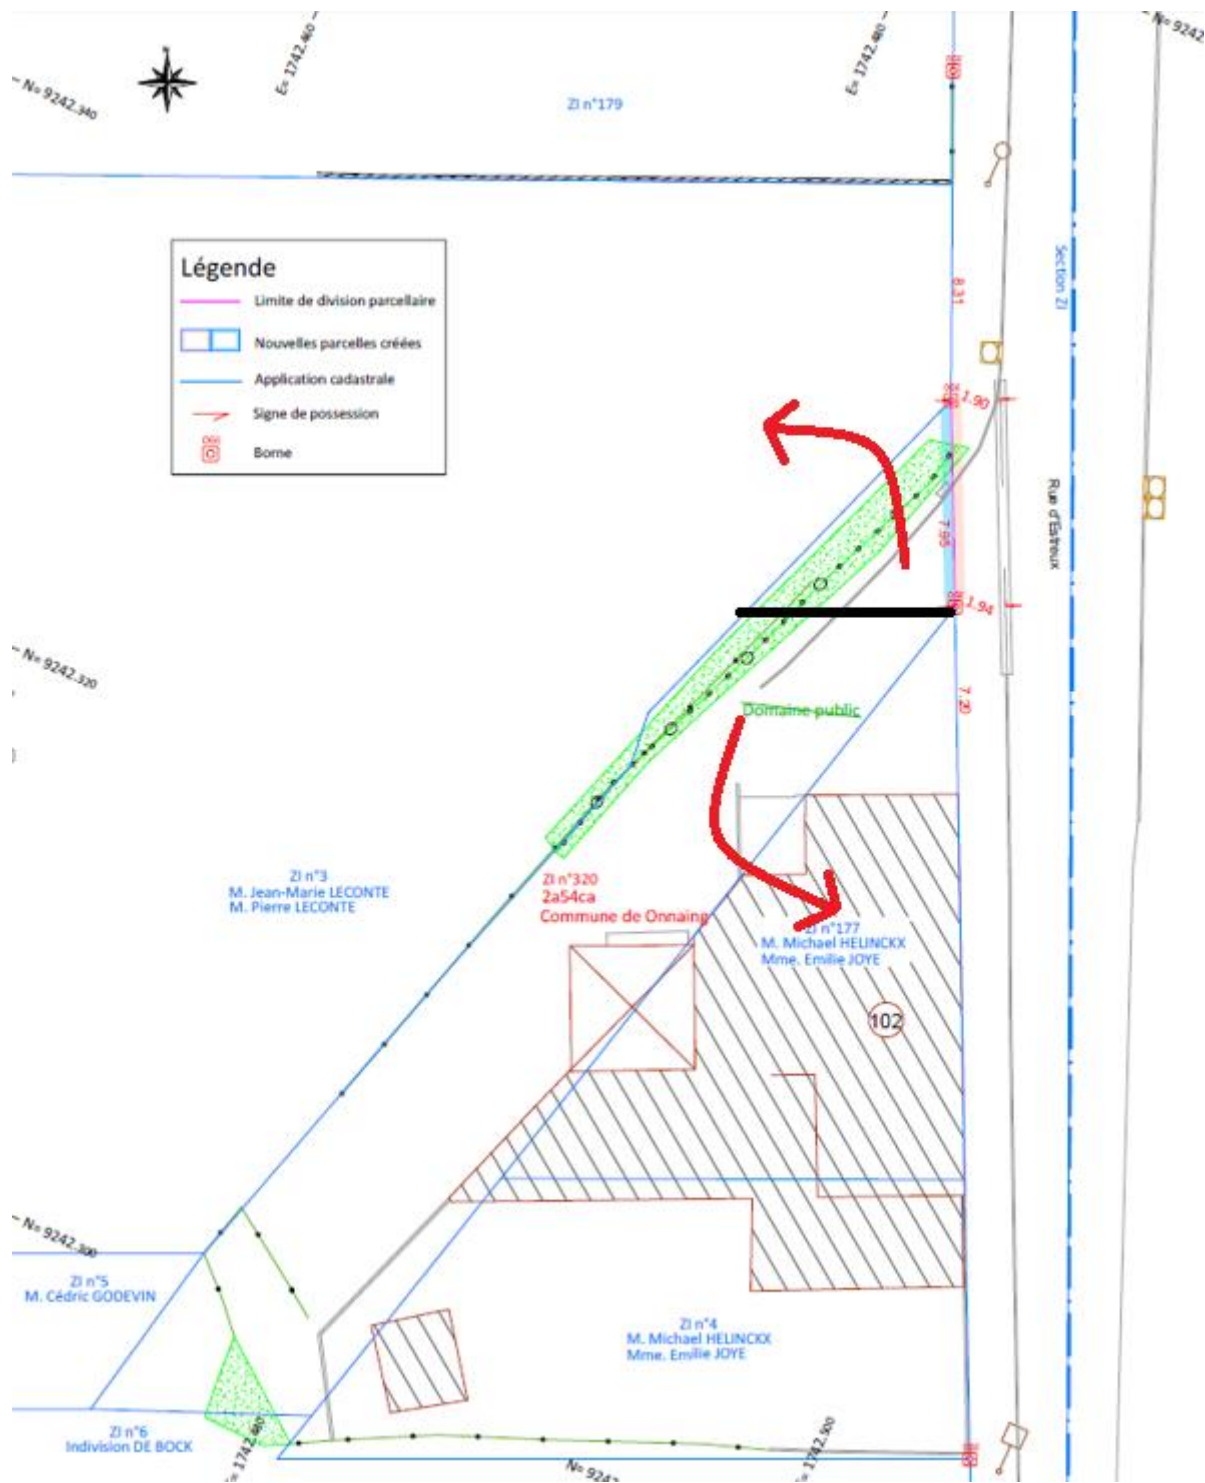 N= 9242.
E= 1742.460
E= 1742.480
N= 9242.340
ZI n°179
Section ZI
Légende
Limite de division parcellaire
Nouvelles parcelles créées
Application cadastrale
Signe de possession
Borne
8.31
1.90
7.95
Rue d'Estreux
1.94
N= 9242.320
7.20
Domaine public
ZI n°3
M. Jean-Marie LECONTE
M. Pierre LECONTE
ZI n°320
2a54ca
Commune de Onnaing
ZI n°177
M. Michael HELINCKX
Mme. Emilie JOYE
102
N= 9242.300
ZI n°5
M. Cédric GODEVIN
ZI n°4
M. Michael HELINCKX
Mme. Emilie JOYE
ZI n°6
Indivision DE BOCK
N= 9242
E= 1742.500